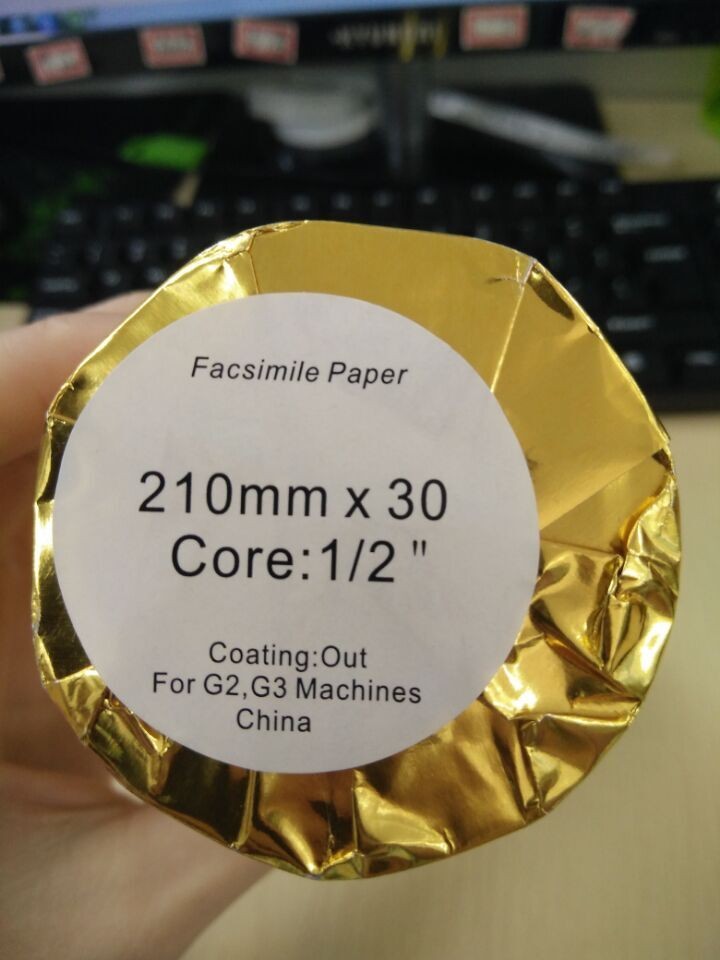 Facsimile Paper
210mm x 30
Core:1/2"
Coating:Out
For G2,G3 Machines
China